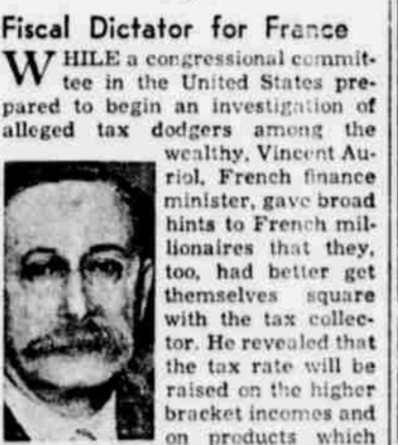 Fiscal Dictator for France
WHILE a congressional commit-
tee in the United States pre-
pared to begin an investigation of
alleged tax dodgers among the
wealthy, Vincent Au-
riol, French finance
minister, gave broad
hints to French mil-
lionaires that they,
too, had better get
themselves square
with the tax collec-
tor. He revealed that
the tax rate will be
raised on the higher
bracket incomes and
on products which